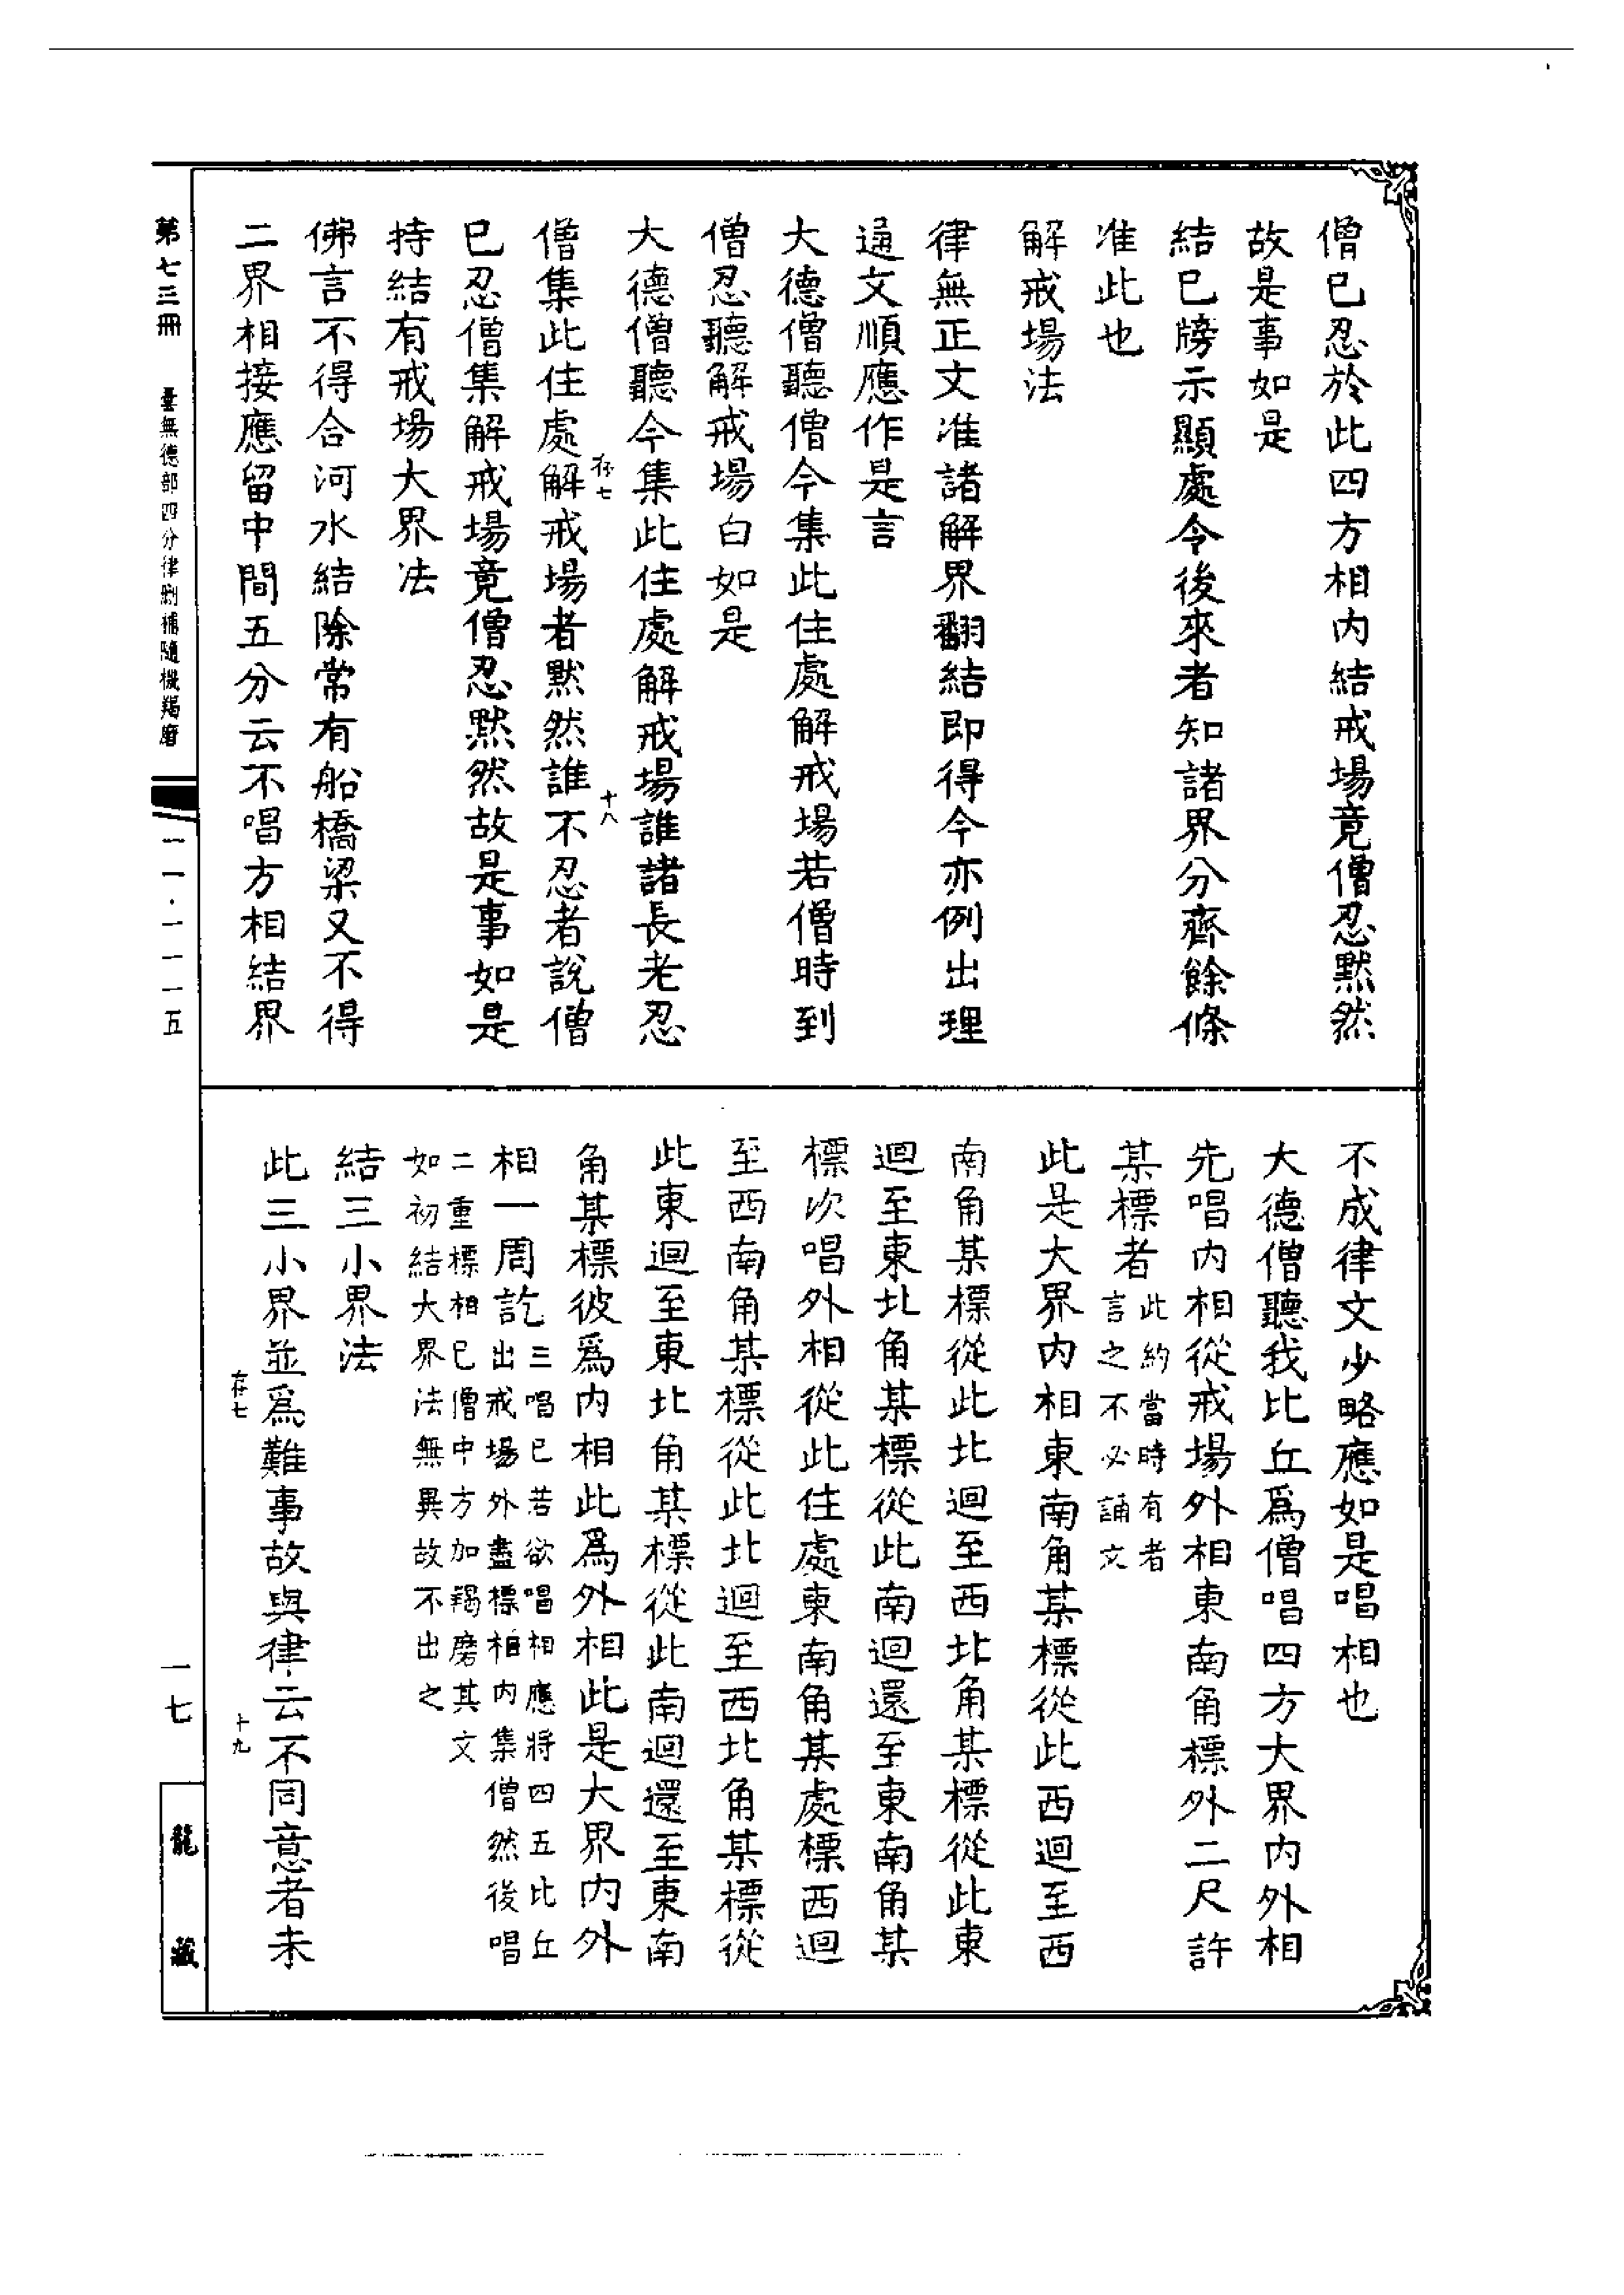 僧已忍於此四方相內結戒場竟僧忍默然
故是事如是
結已牓示顯處令後來者知諸界分齊餘條
准此也
解戒場法
律無正文准諸解界翻結即得今亦例出理
通文順應作是言
大德僧聽僧今集此住處解戒場若僧時到
僧忍聽解戒場白如是
大德僧聽今集此住處解戒場誰諸長老忍
存七
十八
僧集此住處解戒場者默然誰不忍者說僧
已忍僧集解戒場竟僧忍默然故是事如是
持結有戒場大界法
佛言不得合河水結除常有船橋梁又不得
二界相接應留中間五分云不唱方相結界
不成律文少略應如是唱相也
大德僧聽我比丘爲僧唱四方大界內外相
先唱內相從戒場外相東南角標外二尺許
某標者此約當時有者
言之不必誦文
此是大界內相東南角某標從此西迴至西
南角某標從此北迴至西北角某標從此東
迴至東北角某標從此南迴還至東南角某
標次唱外相從此住處東南角某處標西迴
至西南角某標從此北迴至西北角某標從
此東迴至東北角某標從此南迴還至東南
角某標彼爲內相此爲外相此是大界內外
相一周訖三唱已若欲唱相應將四五比丘
出戒場外盡標相內集僧然後唱
二重標相已僧中方加羯磨其文
如初結大界法無異故不出之
結三小界法
此三小界並爲難事故與律云不同意者未
存七
十九
第七三冊
曇無德部四分律刪補隨機羯磨
一一·一一一五
一七
龍藏